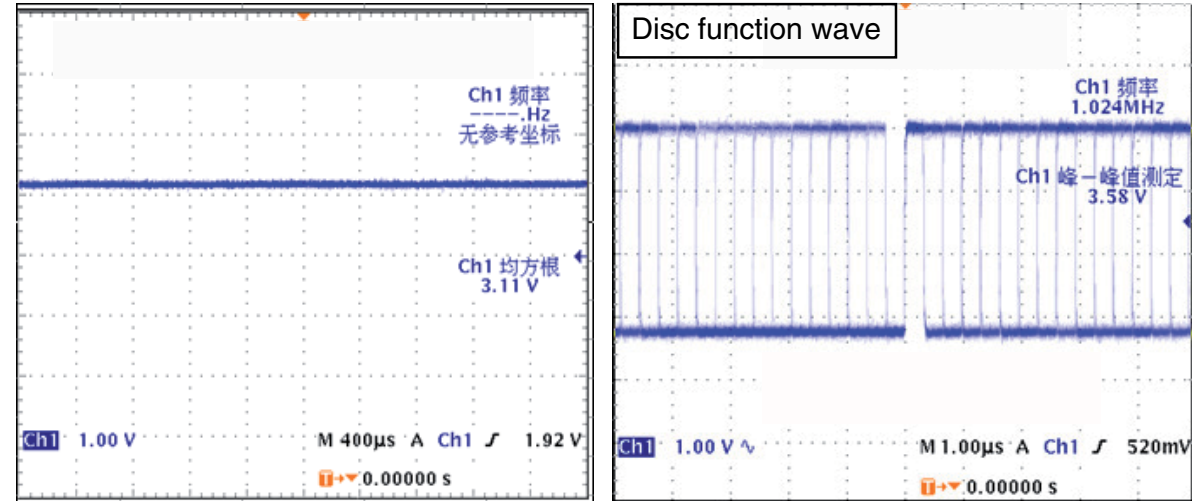 Ch1 频率
----.Hz
无参考坐标
Ch1 均方根
3.11 V
Ch1 1.00 V M 400µs A Ch1 ʃ 1.92 V
T→▼ 0.00000 s
Disc function wave
Ch1 频率
1.024MHz
Ch1 峰–峰值测定
3.58 V
Ch1 1.00 V ∿ M 1.00µs A Ch1 ʃ 520mV
T→▼ 0.00000 s